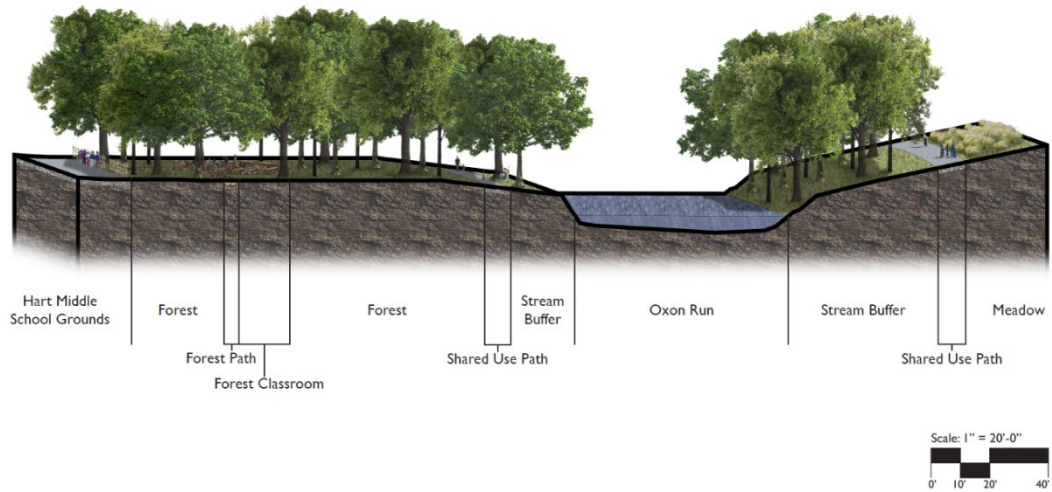 Hart Middle
School Grounds
Forest
Forest
Stream
Buffer
Oxon Run
Stream Buffer
Meadow
Forest Path
Shared Use Path
Shared Use Path
Forest Classroom
Scale: 1" = 20'-0"
0' 10' 20' 40'